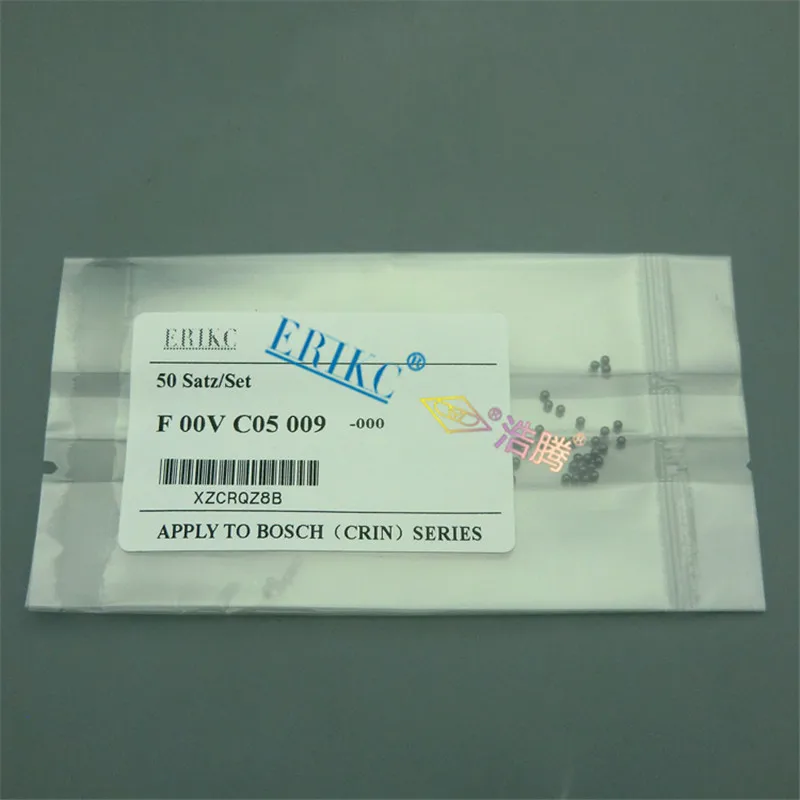 ERIKC
ERIKC®
50 Satz/Set
F 00V C05 009 -000
®浩腾
XZCRQZ8B
APPLY TO BOSCH（CRIN）SERIES